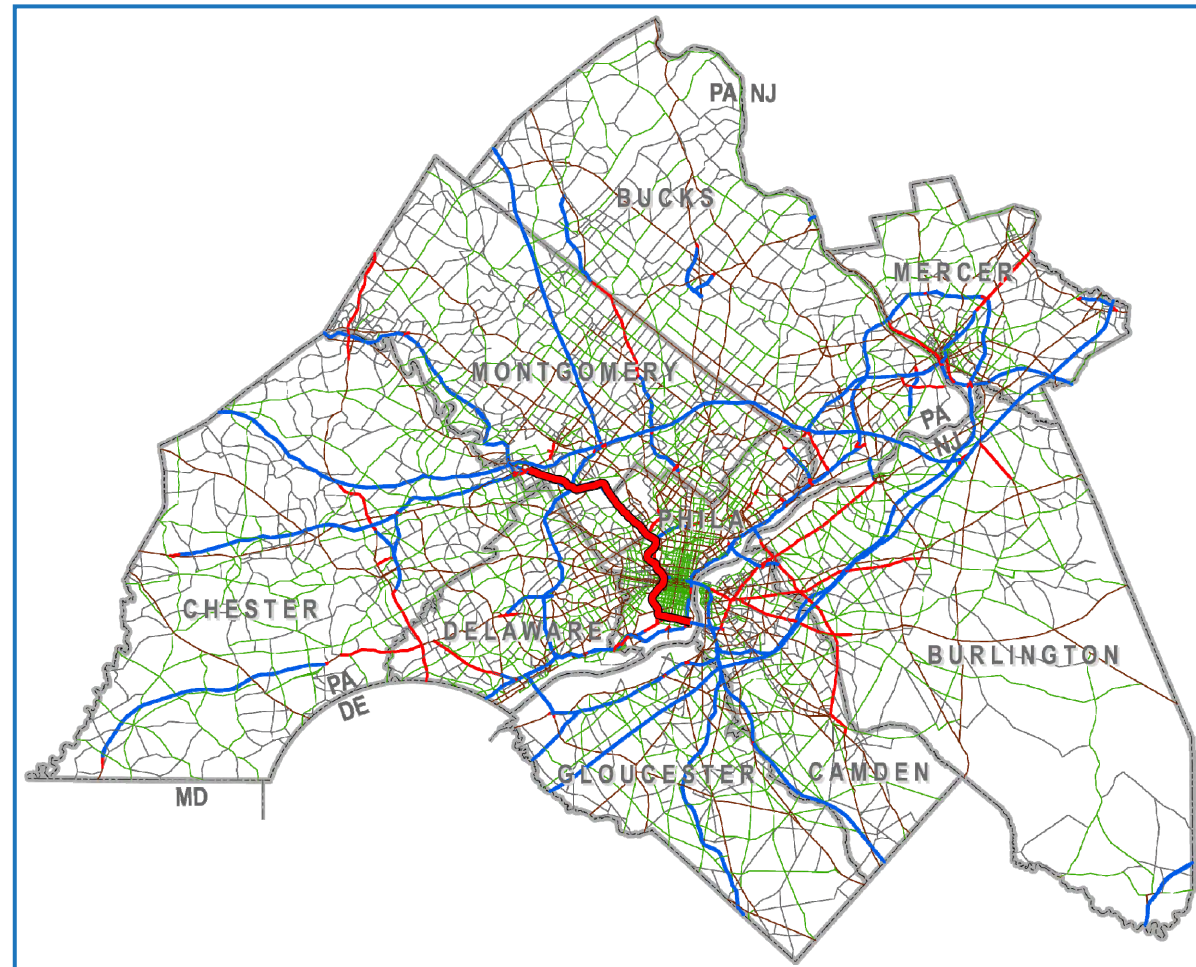 PA NJ
BUCKS
MERCER
MONTGOMERY
PA
NJ
PHILA
CHESTER
DELAWARE
BURLINGTON
PA
DE
GLOUCESTER
CAMDEN
MD